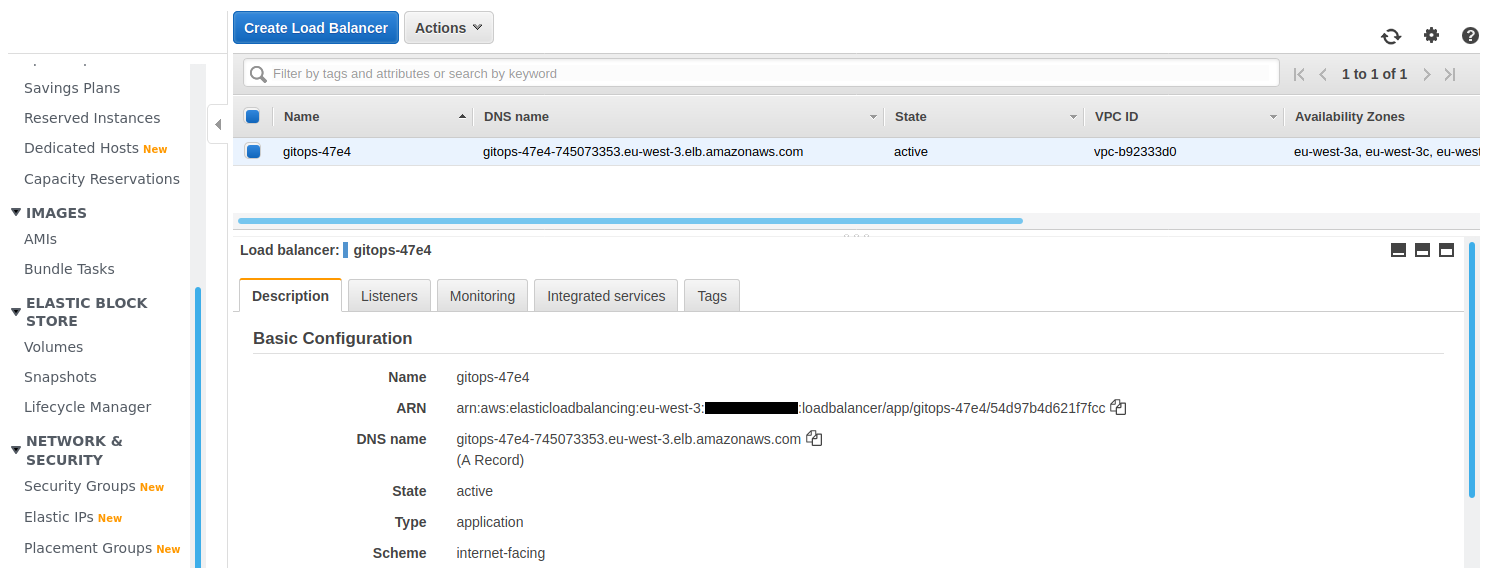 Create Load Balancer
Actions
Filter by tags and attributes or search by keyword
1 to 1 of 1
Savings Plans
Reserved Instances
Dedicated Hosts New
Capacity Reservations
IMAGES
AMIs
Bundle Tasks
ELASTIC BLOCK
STORE
Volumes
Snapshots
Lifecycle Manager
NETWORK &
SECURITY
Security Groups New
Elastic IPs New
Placement Groups New
Name DNS name State VPC ID Availability Zones
gitops-47e4 gitops-47e4-745073353.eu-west-3.elb.amazonaws.com active vpc-b92333d0 eu-west-3a, eu-west-3c, eu-west
Load balancer: gitops-47e4
Description Listeners Monitoring Integrated services Tags
Basic Configuration
Name gitops-47e4
ARN arn:aws:elasticloadbalancing:eu-west-3: :loadbalancer/app/gitops-47e4/54d97b4d621f7fcc
DNS name gitops-47e4-745073353.eu-west-3.elb.amazonaws.com
(A Record)
State active
Type application
Scheme internet-facing